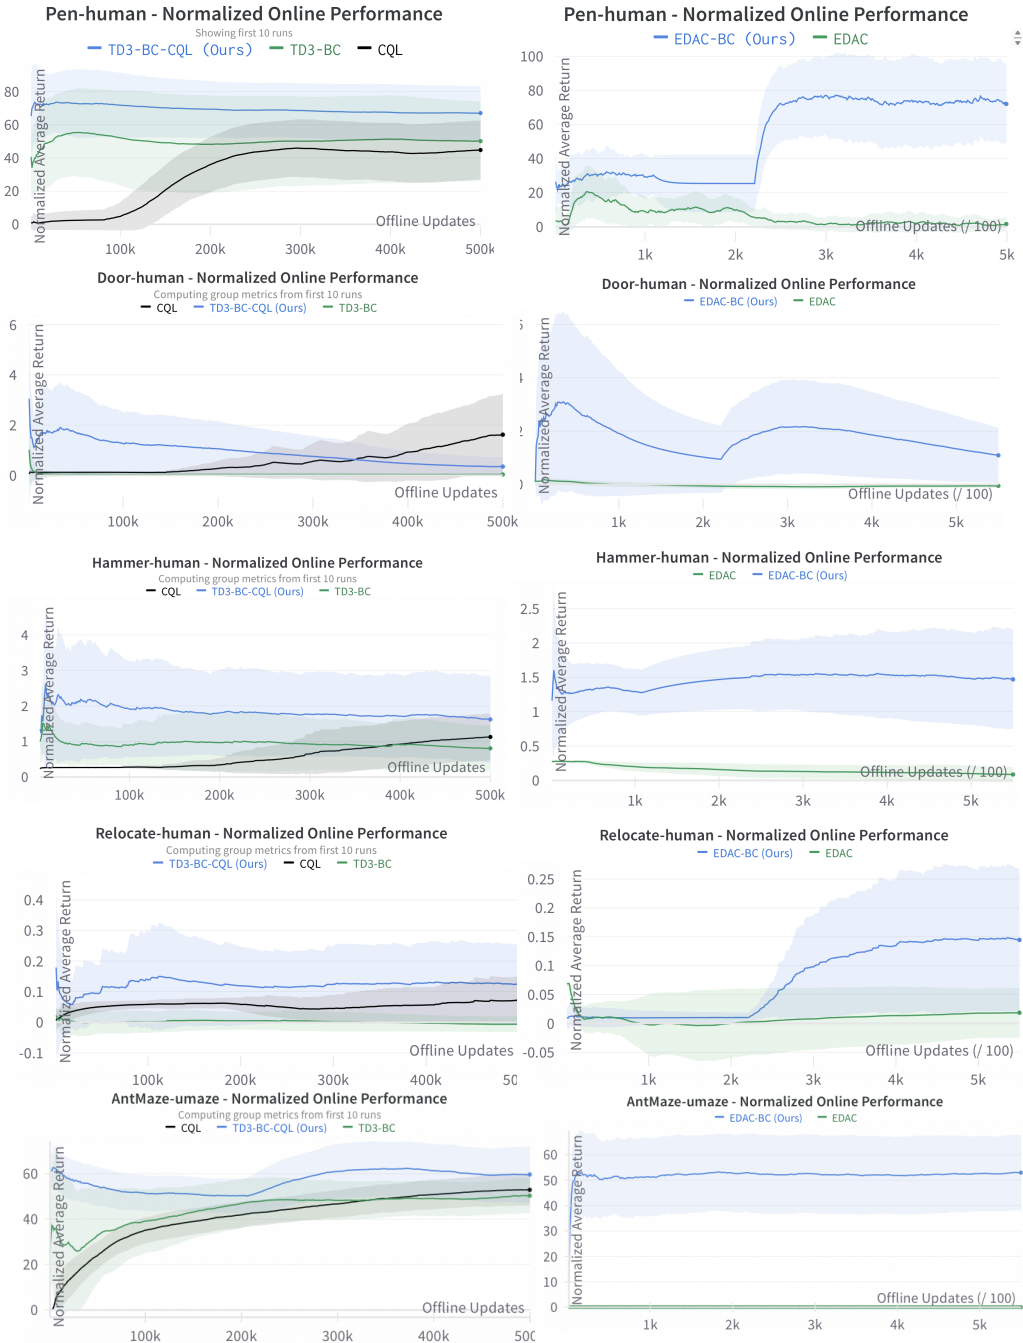 Pen-human - Normalized Online Performance
Showing first 10 runs
TD3-BC-CQL (Ours) TD3-BC CQL
Normalized Average Return
80
60
40
20
0
Offline Updates
100k 200k 300k 400k 500k
Pen-human - Normalized Online Performance
EDAC-BC (Ours) EDAC
Normalized Average Return
100
80
60
40
20
0
Offline Updates (/ 100)
1k 2k 3k 4k 5k
Door-human - Normalized Online Performance
Computing group metrics from first 10 runs
CQL TD3-BC-CQL (Ours) TD3-BC
Normalized Average Return
6
4
2
0
Offline Updates
100k 200k 300k 400k 500k
Door-human - Normalized Online Performance
EDAC-BC (Ours) EDAC
Normalized Average Return
6
4
2
0
Offline Updates (/ 100)
1k 2k 3k 4k 5k
Hammer-human - Normalized Online Performance
Computing group metrics from first 10 runs
CQL TD3-BC-CQL (Ours) TD3-BC
Normalized Average Return
4
3
2
1
0
Offline Updates
100k 200k 300k 400k 500k
Hammer-human - Normalized Online Performance
EDAC EDAC-BC (Ours)
Normalized Average Return
2.5
2
1.5
1
0.5
0
Offline Updates (/ 100)
1k 2k 3k 4k 5k
Relocate-human - Normalized Online Performance
Computing group metrics from first 10 runs
TD3-BC-CQL (Ours) CQL TD3-BC
Normalized Average Return
0.4
0.3
0.2
0.1
0
-0.1
Offline Updates
100k 200k 300k 400k 50
Relocate-human - Normalized Online Performance
EDAC-BC (Ours) EDAC
Normalized Average Return
0.25
0.2
0.15
0.1
0.05
0
-0.05
Offline Updates (/ 100)
1k 2k 3k 4k 5k
AntMaze-umaze - Normalized Online Performance
Computing group metrics from first 10 runs
CQL TD3-BC-CQL (Ours) TD3-BC
Normalized Average Return
60
40
20
0
Offline Updates
100k 200k 300k 400k 500
AntMaze-umaze - Normalized Online Performance
EDAC-BC (Ours) EDAC
Normalized Average Return
60
50
40
30
20
10
0
Offline Updates (/ 100)
1k 2k 3k 4k 5k